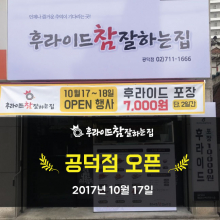 후라이드참잘하는집
공덕점 02)711-1666
10월17~18일
OPEN 행사
후라이드 포장
7,000원
후라이드참잘하는집
후라이드참잘하는집
공덕점 오픈
2017년 10월 17일